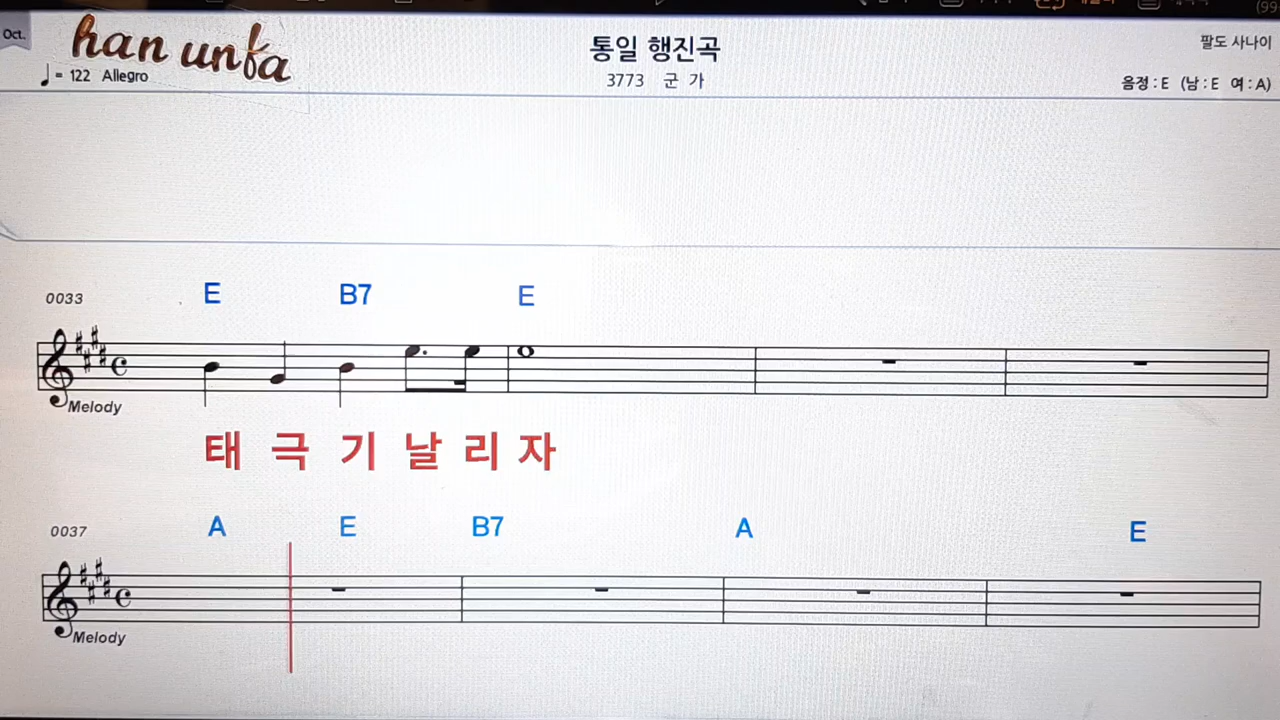 Oct.
han unfa
통일 행진곡
팔도 사나이
= 122 Allegro
3773 군 가
음정 : E (남 : E 여 : A)
0033
E B7 E
Melody
태 극 기 날 리 자
0037
A E B7 A E
Melody